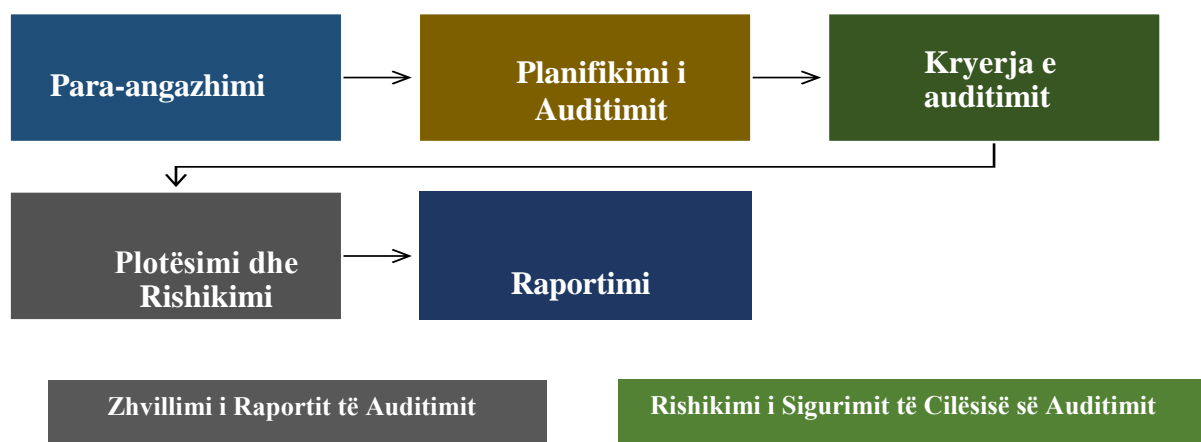 Para-angazhimi
Planifikimi i
Auditimit
Kryerja e
auditimit
Plotësimi dhe
Rishikimi
Raportimi
Zhvillimi i Raportit të Auditimit
Rishikimi i Sigurimit të Cilësisë së Auditimit